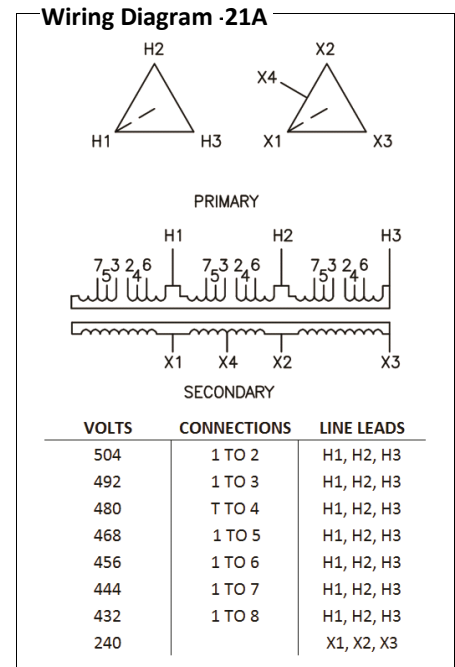 Wiring Diagram -21A
H2 X2
X4
H1 H3 X1 X3
PRIMARY
H1 H2 H3
7 5 3 2 4 6 7 5 3 2 4 6 7 5 3 2 4 6
X1 X4 X2 X3
SECONDARY
VOLTS CONNECTIONS LINE LEADS
504 1 TO 2 H1, H2, H3
492 1 TO 3 H1, H2, H3
480 T TO 4 H1, H2, H3
468 1 TO 5 H1, H2, H3
456 1 TO 6 H1, H2, H3
444 1 TO 7 H1, H2, H3
432 1 TO 8 H1, H2, H3
240 X1, X2, X3